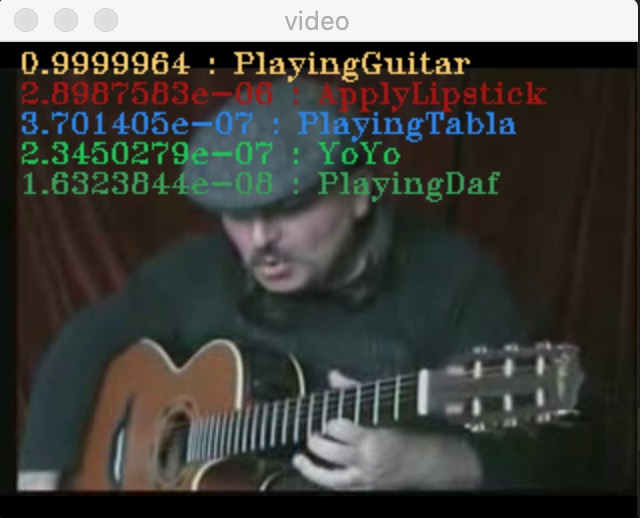 video
0.9999964 : PlayingGuitar
2.8987583e-06 : ApplyLipstick
3.701405e-07 : PlayingTabla
2.3450279e-07 : YoYo
1.6323844e-08 : PlayingDaf